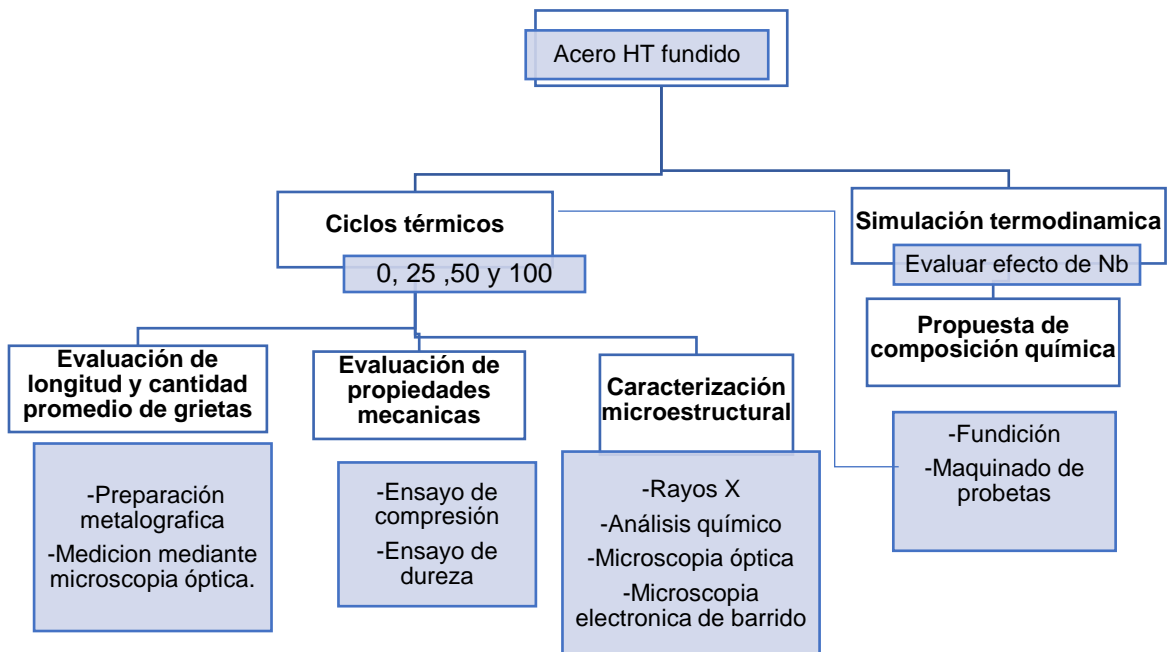 Acero HT fundido
Ciclos térmicos
0, 25 ,50 y 100
Simulación termodinamica
Evaluar efecto de Nb
Propuesta de
composición química
-Fundición
-Maquinado de
probetas
Evaluación de
longitud y cantidad
promedio de grietas
-Preparación
metalografica
-Medicion mediante
microscopia óptica.
Evaluación de
propiedades
mecanicas
-Ensayo de
compresión
-Ensayo de
dureza
Caracterización
microestructural
-Rayos X
-Análisis químico
-Microscopia óptica
-Microscopia
electronica de barrido